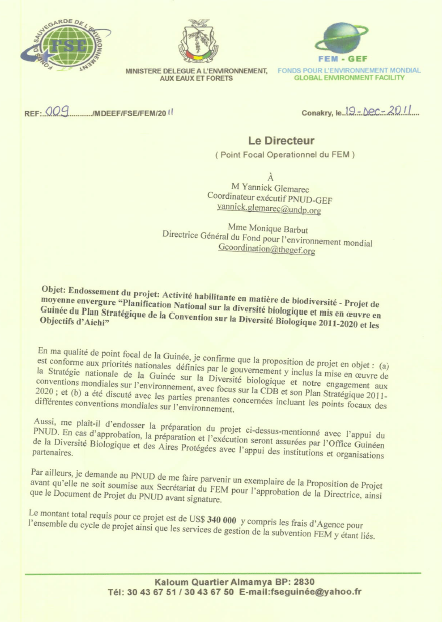 FONDS DE SAUVEGARDE DE L'ENVIRONNEMENT
FSE
MINISTERE DELEGUE A L'ENVIRONNEMENT,
AUX EAUX ET FORETS
FEM - GEF
FONDS POUR L'ENVIRONNEMENT MONDIAL
GLOBAL ENVIRONMENT FACILITY
REF: 009 /MDEEF/FSE/FEM/2011
Conakry, le 19-Dec-2011
Le Directeur
( Point Focal Operationnel du FEM )
À
M Yannick Glemarec
Coordinateur exécutif PNUD-GEF
yannick.glemarec@undp.org
Mme Monique Barbut
Directrice Général du Fond pour l'environnement mondial
Gcoordination@thegef.org
Objet: Endossement du projet: Activité habilitante en matière de biodiversité - Projet de
moyenne envergure "Planification National sur la diversité biologique et mis en œuvre en
Guinée du Plan Stratégique de la Convention sur la Diversité Biologique 2011-2020 et les
Objectifs d'Aichi"
En ma qualité de point focal de la Guinée, je confirme que la proposition de projet en objet : (a)
est conforme aux priorités nationales définies par le gouvernement y inclus la mise en œuvre de
la Stratégie nationale de la Guinée sur la Diversité biologique et notre engagement aux
conventions mondiales sur l'environnement, avec focus sur la CDB et son Plan Stratégique 2011-
2020 ; et (b) a été discuté avec les parties prenantes concernées incluant les points focaux des
différentes conventions mondiales sur l'environnement.
Aussi, me plaît-il d'endosser la préparation du projet ci-dessus-mentionné avec l'appui du
PNUD. En cas d'approbation, la préparation et l'exécution seront assurées par l'Office Guinéen
de la Diversité Biologique et des Aires Protégées avec l'appui des institutions et organisations
partenaires.
Par ailleurs, je demande au PNUD de me faire parvenir un exemplaire de la Proposition de Projet
avant qu'elle ne soit soumise aux Secrétariat du FEM pour l'approbation de la Directrice, ainsi
que le Document de Projet du PNUD avant signature.
Le montant total requis pour ce projet est de US$ 340 000 y compris les frais d'Agence pour
l'ensemble du cycle de projet ainsi que les services de gestion de la subvention FEM y étant liés.
Kaloum Quartier Almamya BP: 2830
Tél: 30 43 67 51 / 30 43 67 50 E-mail:fseguinée@yahoo.fr